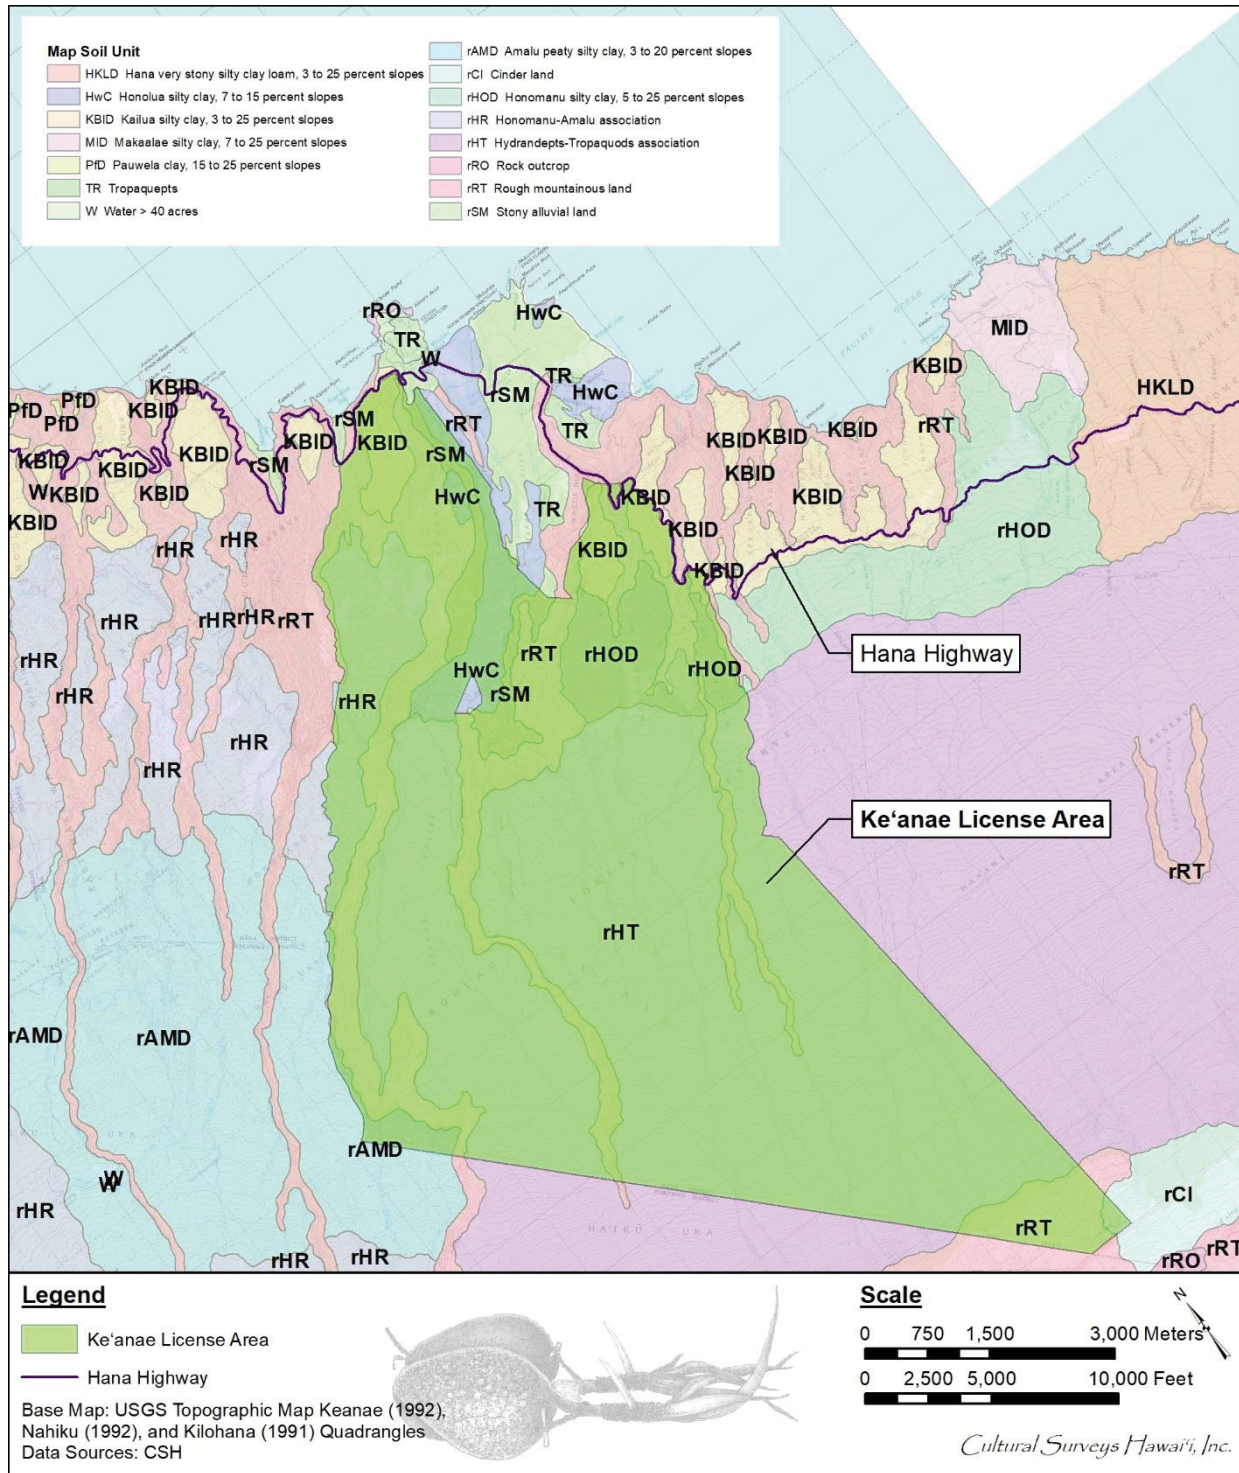 Map Soil Unit
HKLD Hana very stony silty clay loam, 3 to 25 percent slopes
HwC Honolua silty clay, 7 to 15 percent slopes
KBID Kailua silty clay, 3 to 25 percent slopes
MID Makaalae silty clay, 7 to 25 percent slopes
PfD Pauwela clay, 15 to 25 percent slopes
TR Tropaquepts
W Water > 40 acres
rAMD Amalu peaty silty clay, 3 to 20 percent slopes
rCI Cinder land
rHOD Honomanu silty clay, 5 to 25 percent slopes
rHR Honomanu-Amalu association
rHT Hydrandepts-Tropaquods association
rRO Rock outcrop
rRT Rough mountainous land
rSM Stony alluvial land
rRO
HwC
TR
MID
W
KBID
TR
HKLD
KBID
rSM
HwC
PfD
PfD
KBID
rSM
rRT
KBID
KBID
KBID
rRT
PfD
KBID
KBID
KBID
TR
KBID
rSM
KBID
KBID
rSM
KBID
KBID
W
KBID
KBID
HwC
TR
KBID
KBID
KBID
KBID
rHOD
rHR
rHR
KBID
KBID
rHR
rHR
rHR
rRT
Hana Highway
rHR
rHR
rHR
HwC
rSM
rRT
rHOD
rHOD
rHR
rHR
Ke‘anae License Area
rRT
rHT
rAMD
rAMD
rAMD
W
W
rHR
HA‘IKŪ UKA
rCI
rRT
rHR
rHR
rRO
rRT
Legend
Ke‘anae License Area
Hana Highway
Base Map: USGS Topographic Map Keanae (1992),
Nahiku (1992), and Kilohana (1991) Quadrangles
Data Sources: CSH
Scale
N
0 750 1,500 3,000 Meters
0 2,500 5,000 10,000 Feet
Cultural Surveys Hawai‘i, Inc.